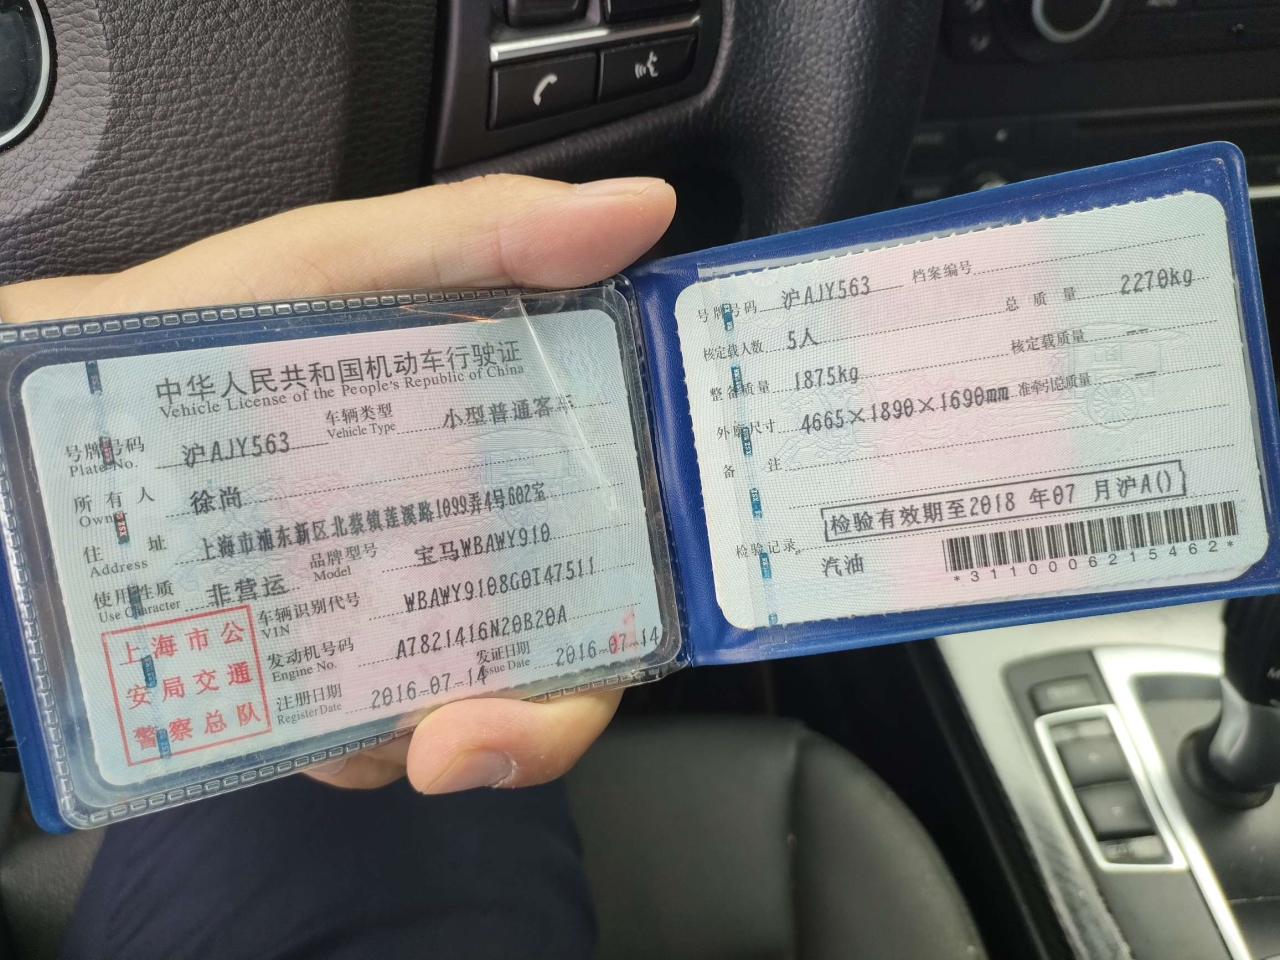 中华人民共和国机动车行驶证
Vehicle License of the People's Republic of China
号牌号码 沪AJY563 车辆类型 小型普通客车
Plate No. Vehicle Type
所有人 徐尚
Owner
住址 上海市浦东新区北蔡镇莲溪路1099弄4号602室
Address
使用性质 非营运 品牌型号 宝马WBAWY910
Use Character Model
车辆识别代号 WBAWY9108G0I47511
VIN
发动机号码 A7821416N20B20A
Engine No.
注册日期 2016-07-14 发证日期 2016-07-14
Register Date Issue Date
上海市公
安局交通
警察总队
号牌号码 沪AJY563 档案编号
核定载人数 5人 总质量 2270kg
整备质量 1875kg 核定载质量 --
外廓尺寸 4665×1890×1690mm 准牵引总质量 --
备注
检验有效期至2018 年07 月沪A()
检验记录
汽油
*3110006215462*